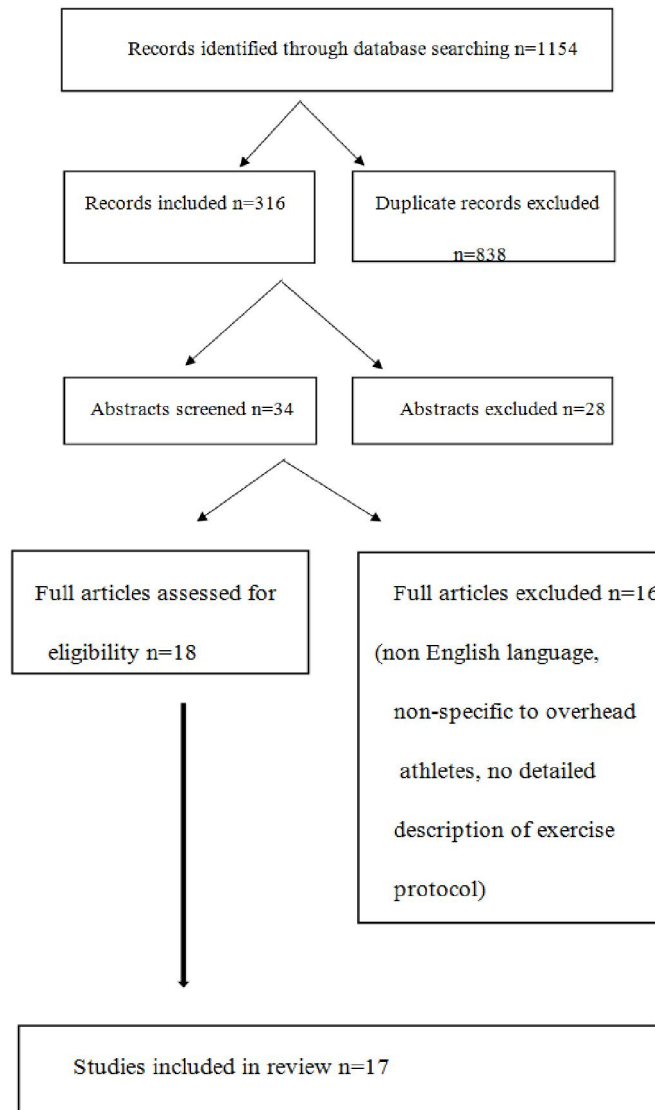 Records identified through database searching n=1154
Records included n=316
Duplicate records excluded
n=838
Abstracts screened n=34
Abstracts excluded n=28
Full articles assessed for
eligibility n=18
Full articles excluded n=16
(non English language,
non-specific to overhead
athletes, no detailed
description of exercise
protocol)
Studies included in review n=17